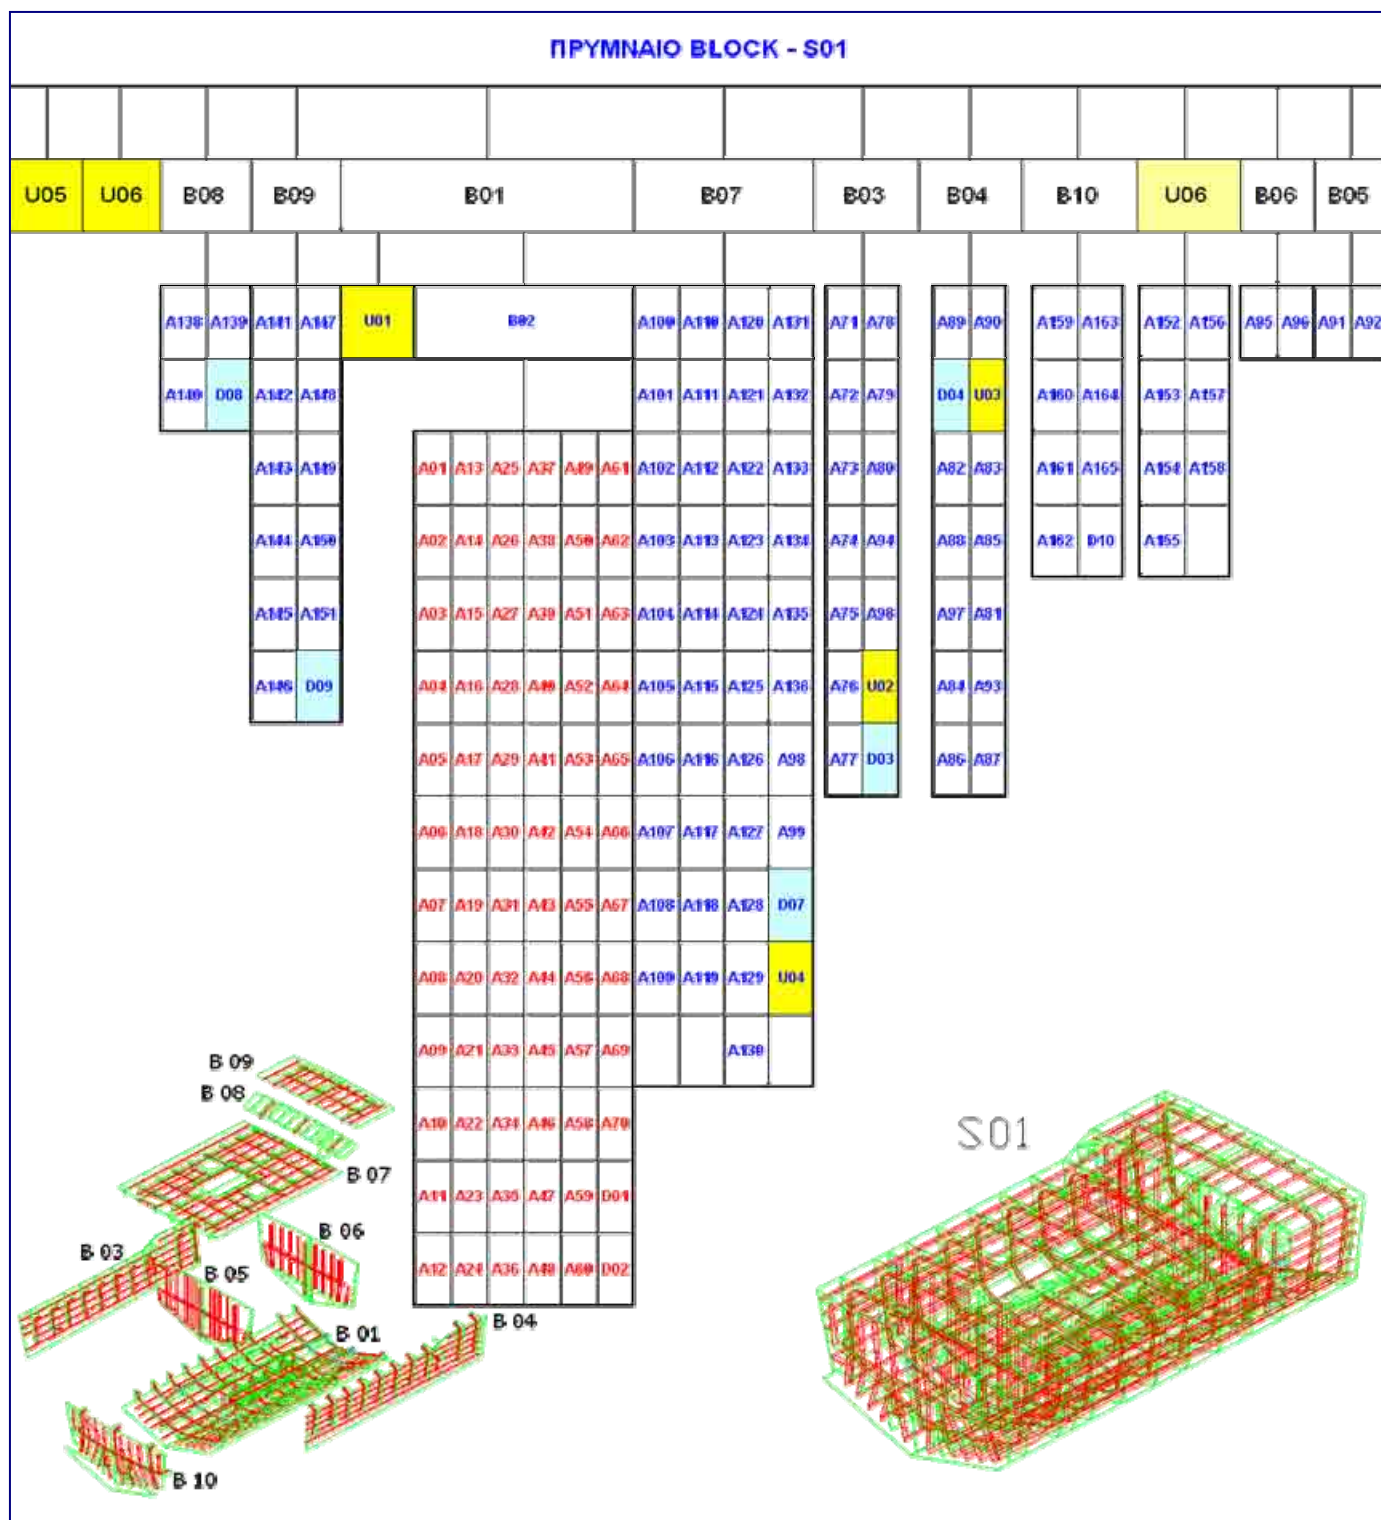 ΠΡΥΜΝΑΙΟ BLOCK - S01
U05 U06 B08 B09 B01 B07 B03 B04 B10 U06 B06 B05
A138 A139 A141 A147 U01 B02 A100 A110 A120 A131 A71 A78 A89 A90 A159 A163 A152 A156 A95 A96 A91 A92
A140 D08 A142 A148 A101 A111 A121 A132 A72 A79 D04 U03 A160 A164 A153 A157
A143 A149 A01 A13 A25 A37 A49 A61 A102 A112 A122 A133 A73 A80 A82 A83 A161 A165 A154 A158
A144 A150 A02 A14 A26 A38 A50 A62 A103 A113 A123 A134 A74 A94 A88 A85 A162 D10 A155
A145 A151 A03 A15 A27 A39 A51 A63 A104 A114 A124 A135 A75 A98 A97 A81
A146 D09 A04 A16 A28 A40 A52 A64 A105 A115 A125 A136 A76 U02 A84 A93
A05 A17 A29 A41 A53 A65 A106 A116 A126 A98 A77 D03 A86 A87
A06 A18 A30 A42 A54 A66 A107 A117 A127 A99
A07 A19 A31 A43 A55 A67 A108 A118 A128 D07
A08 A20 A32 A44 A56 A68 A109 A119 A129 U04
A09 A21 A33 A45 A57 A69 A130
A10 A22 A34 A46 A58 A70
A11 A23 A35 A47 A59 D01
A12 A24 A36 A48 A60 D02
B 09
B 08
B 07
B 06
B 03
B 05
B 04
B 01
B 10
S01